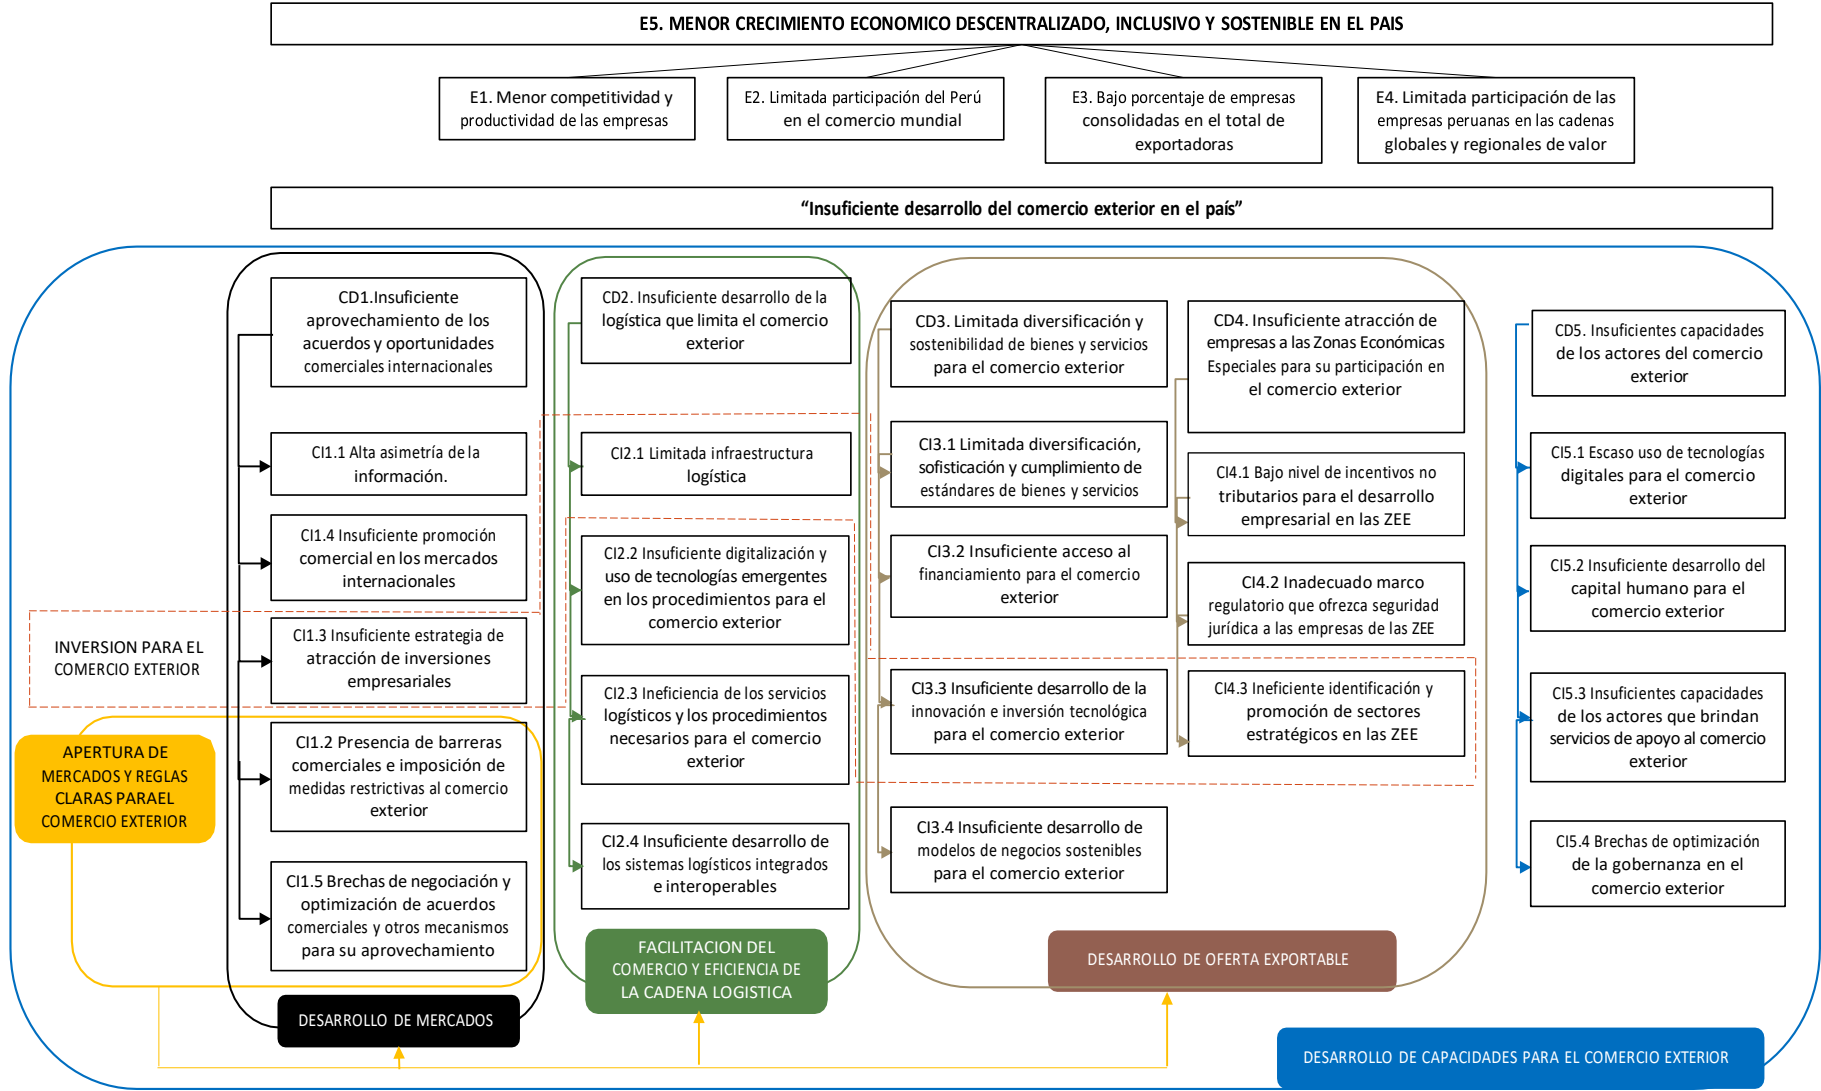 E5. MENOR CRECIMIENTO ECONOMICO DESCENTRALIZADO, INCLUSIVO Y SOSTENIBLE EN EL PAIS
E1. Menor competitividad y
productividad de las empresas
E2. Limitada participación del Perú
en el comercio mundial
E3. Bajo porcentaje de empresas
consolidadas en el total de
exportadoras
E4. Limitada participación de las
empresas peruanas en las cadenas
globales y regionales de valor
“Insuficiente desarrollo del comercio exterior en el país”
CD1.Insuficiente
aprovechamiento de los
acuerdos y oportunidades
comerciales internacionales
CI1.1 Alta asimetría de la
información.
CI1.4 Insuficiente promoción
comercial en los mercados
internacionales
INVERSION PARA EL
COMERCIO EXTERIOR
CI1.3 Insuficiente estrategia de
atracción de inversiones
empresariales
APERTURA DE
MERCADOS Y REGLAS
CLARAS PARAEL
COMERCIO EXTERIOR
CI1.2 Presencia de barreras
comerciales e imposición de
medidas restrictivas al comercio
exterior
CI1.5 Brechas de negociación y
optimización de acuerdos
comerciales y otros mecanismos
para su aprovechamiento
DESARROLLO DE MERCADOS
CD2. Insuficiente desarrollo de la
logística que limita el comercio
exterior
CI2.1 Limitada infraestructura
logística
CI2.2 Insuficiente digitalización y
uso de tecnologías emergentes
en los procedimientos para el
comercio exterior
CI2.3 Ineficiencia de los servicios
logísticos y los procedimientos
necesarios para el comercio
exterior
CI2.4 Insuficiente desarrollo de
los sistemas logísticos integrados
e interoperables
FACILITACION DEL
COMERCIO Y EFICIENCIA DE
LA CADENA LOGISTICA
CD3. Limitada diversificación y
sostenibilidad de bienes y servicios
para el comercio exterior
CI3.1 Limitada diversificación,
sofisticación y cumplimiento de
estándares de bienes y servicios
CI3.2 Insuficiente acceso al
financiamiento para el comercio
exterior
CI3.3 Insuficiente desarrollo de la
innovación e inversión tecnológica
para el comercio exterior
CI3.4 Insuficiente desarrollo de
modelos de negocios sostenibles
para el comercio exterior
CD4. Insuficiente atracción de
empresas a las Zonas Económicas
Especiales para su participación en
el comercio exterior
CI4.1 Bajo nivel de incentivos no
tributarios para el desarrollo
empresarial en las ZEE
CI4.2 Inadecuado marco
regulatorio que ofrezca seguridad
jurídica a las empresas de las ZEE
CI4.3 Ineficiente identificación y
promoción de sectores
estratégicos en las ZEE
DESARROLLO DE OFERTA EXPORTABLE
CD5. Insuficientes capacidades
de los actores del comercio
exterior
CI5.1 Escaso uso de tecnologías
digitales para el comercio
exterior
CI5.2 Insuficiente desarrollo del
capital humano para el
comercio exterior
CI5.3 Insuficientes capacidades
de los actores que brindan
servicios de apoyo al comercio
exterior
CI5.4 Brechas de optimización
de la gobernanza en el
comercio exterior
DESARROLLO DE CAPACIDADES PARA EL COMERCIO EXTERIOR